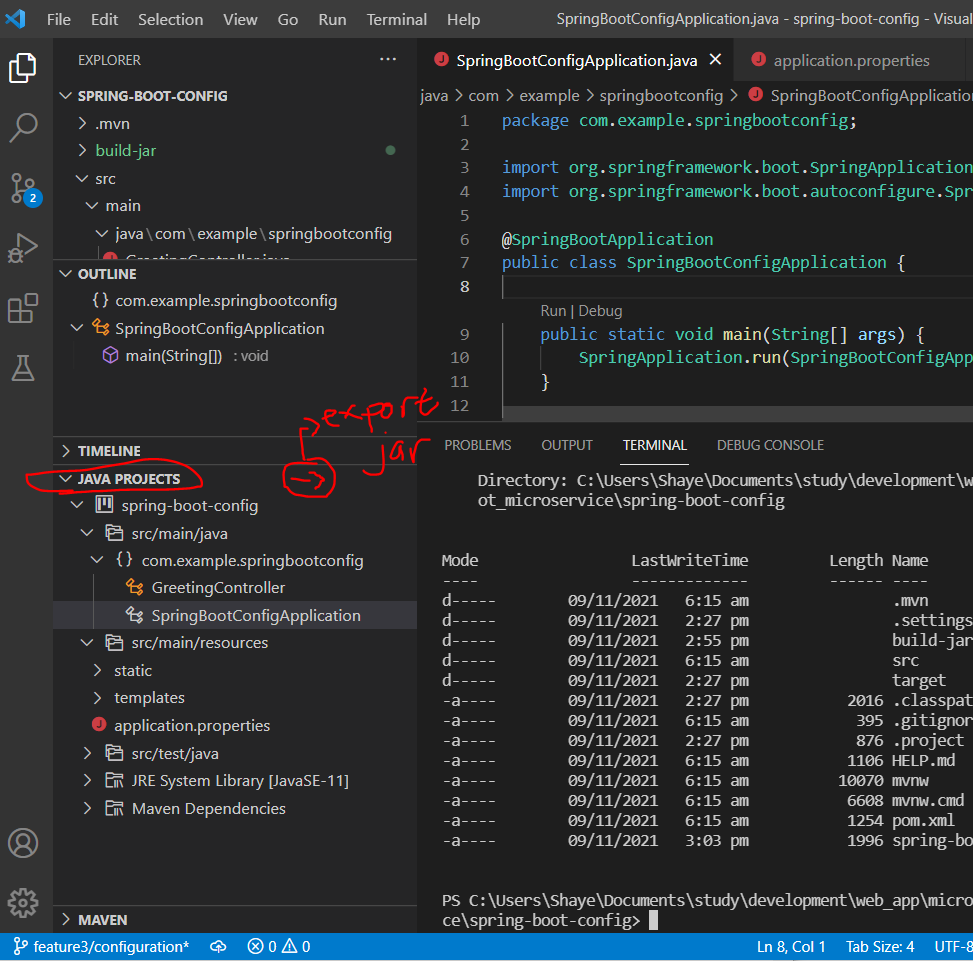 File Edit Selection View Go Run Terminal Help SpringBootConfigApplication.java - spring-boot-config - Visual
EXPLORER ···
SPRING-BOOT-CONFIG
.mvn
build-jar
src
main
java\com\example\springbootconfig
GreetingController.java
OUTLINE
{} com.example.springbootconfig
SpringBootConfigApplication
main(String[]) : void
TIMELINE
export
jar
JAVA PROJECTS
spring-boot-config
src/main/java
{} com.example.springbootconfig
GreetingController
SpringBootConfigApplication
src/main/resources
static
templates
application.properties
src/test/java
JRE System Library [JavaSE-11]
Maven Dependencies
MAVEN
2
SpringBootConfigApplication.java application.properties
java > com > example > springbootconfig > SpringBootConfigApplication
1 package com.example.springbootconfig;
2
3 import org.springframework.boot.SpringApplication
4 import org.springframework.boot.autoconfigure.Spr
5
6 @SpringBootApplication
7 public class SpringBootConfigApplication {
8
Run | Debug
9 public static void main(String[] args) {
10 SpringApplication.run(SpringBootConfigApp
11 }
12
PROBLEMS OUTPUT TERMINAL DEBUG CONSOLE
Directory: C:\Users\Shaye\Documents\study\development\w
ot_microservice\spring-boot-config
Mode LastWriteTime Length Name
---- ------------- ------ ----
d----- 09/11/2021 6:15 am .mvn
d----- 09/11/2021 2:27 pm .settings
d----- 09/11/2021 2:55 pm build-jar
d----- 09/11/2021 6:15 am src
d----- 09/11/2021 2:27 pm target
-a---- 09/11/2021 2:27 pm 2016 .classpat
-a---- 09/11/2021 6:15 am 395 .gitignor
-a---- 09/11/2021 2:27 pm 876 .project
-a---- 09/11/2021 6:15 am 1106 HELP.md
-a---- 09/11/2021 6:15 am 10070 mvnw
-a---- 09/11/2021 6:15 am 6608 mvnw.cmd
-a---- 09/11/2021 6:15 am 1254 pom.xml
-a---- 09/11/2021 3:03 pm 1996 spring-bo
PS C:\Users\Shaye\Documents\study\development\web_app\micro
ce\spring-boot-config>
feature3/configuration* 0 0 Ln 8, Col 1 Tab Size: 4 UTF-8